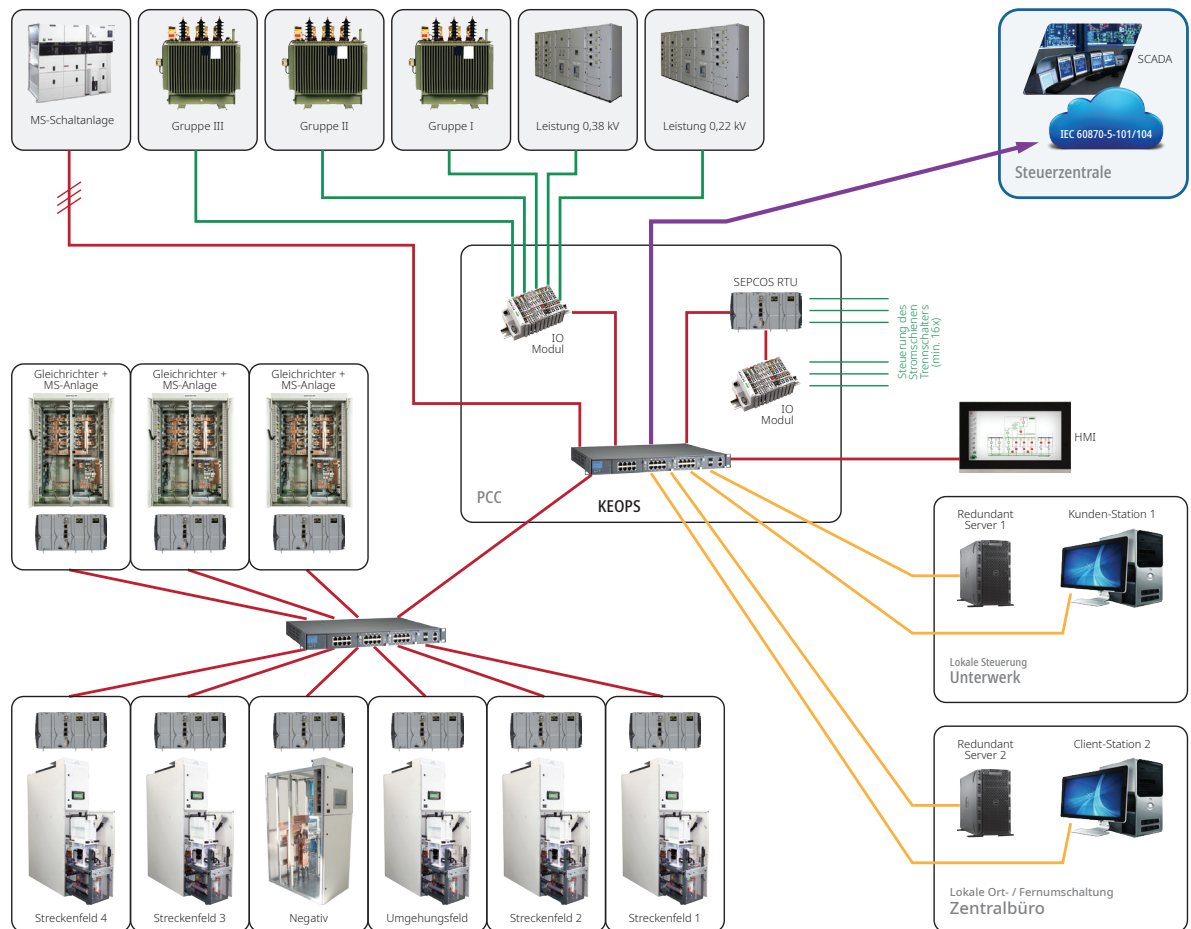 MS-Schaltanlage
Gruppe III
Gruppe II
Gruppe I
Leistung 0,38 kV
Leistung 0,22 kV
SCADA
IEC 60870-5-101/104
Steuerzentrale
SEPCOS RTU
IO
Modul
Steuerung des
Stromschienen
Trennschalters
(min. 16x)
IO
Modul
Gleichrichter +
MS-Anlage
Gleichrichter +
MS-Anlage
Gleichrichter +
MS-Anlage
HMI
PCC
KEOPS
Redundant
Server 1
Kunden-Station 1
Lokale Steuerung
Unterwerk
Redundant
Server 2
Client-Station 2
Lokale Ort- / Fernumschaltung
Zentralbüro
Streckenfeld 4
Streckenfeld 3
Negativ
Umgehungsfeld
Streckenfeld 2
Streckenfeld 1